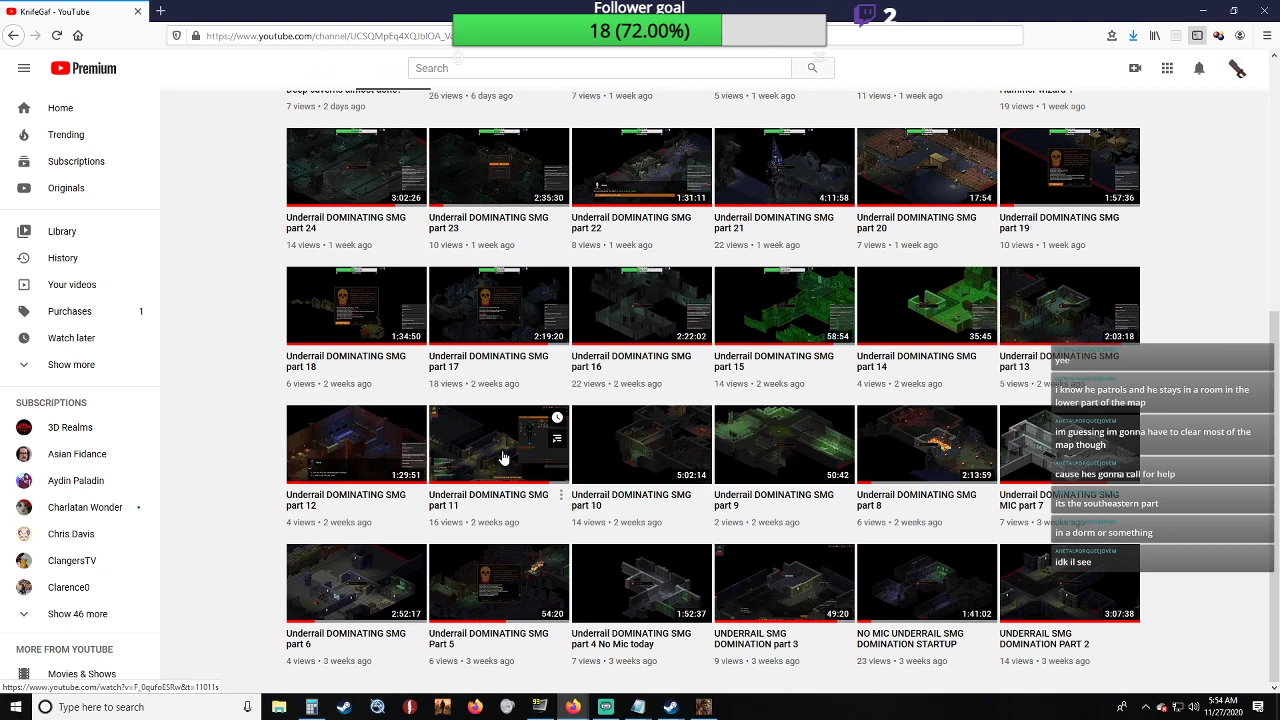 KnifeGaf - YouTube
Follower goal
18 (72.00%)
2
Premium
Search
Home
Trending
Subscriptions
Originals
Library
History
Your videos
Purchases
1
Watch later
Show more
SUBSCRIPTIONS
3D Realms
Asian Fidance
Aydin Paladin
Charlatan Wonder
Chris Davis
ClangersTV
Clarence0
Show 46 more
MORE FROM YOUTUBE
Movies & Shows
7 views • 2 days ago
26 views • 6 days ago
7 views • 1 week ago
5 views • 1 week ago
11 views • 1 week ago
19 views • 1 week ago
3:02:26
2:35:30
1:31:11
4:11:58
17:54
1:57:36
Underrail DOMINATING SMG
part 24
14 views • 1 week ago
Underrail DOMINATING SMG
part 23
10 views • 1 week ago
Underrail DOMINATING SMG
part 22
8 views • 1 week ago
Underrail DOMINATING SMG
part 21
22 views • 1 week ago
Underrail DOMINATING SMG
part 20
7 views • 1 week ago
Underrail DOMINATING SMG
part 19
10 views • 1 week ago
1:34:50
2:19:20
2:22:02
58:54
35:45
2:03:18
Underrail DOMINATING SMG
part 18
6 views • 2 weeks ago
Underrail DOMINATING SMG
part 17
18 views • 2 weeks ago
Underrail DOMINATING SMG
part 16
22 views • 2 weeks ago
Underrail DOMINATING SMG
part 15
14 views • 2 weeks ago
Underrail DOMINATING SMG
part 14
4 views • 2 weeks ago
Underrail DOMINATING SMG
part 13
5 views • 2 weeks ago
1:29:51
5:02:14
50:42
2:13:59
Underrail DOMINATING SMG
part 12
4 views • 2 weeks ago
Underrail DOMINATING SMG
part 11
16 views • 2 weeks ago
Underrail DOMINATING SMG
part 10
14 views • 2 weeks ago
Underrail DOMINATING SMG
part 9
2 views • 2 weeks ago
Underrail DOMINATING SMG
part 8
6 views • 2 weeks ago
Underrail DOMINATING SMG
MIC part 7
7 views • 3 weeks ago
2:52:17
54:20
1:52:37
49:20
1:41:02
3:07:38
Underrail DOMINATING SMG
part 6
4 views • 3 weeks ago
Underrail DOMINATING SMG
Part 5
6 views • 3 weeks ago
Underrail DOMINATING SMG
part 4 No Mic today
7 views • 3 weeks ago
UNDERRAIL SMG
DOMINATION part 3
9 views • 3 weeks ago
NO MIC UNDERRAIL SMG
DOMINATION STARTUP
23 views • 3 weeks ago
UNDERRAIL SMG
DOMINATION PART 2
14 views • 3 weeks ago
yee
i know he patrols and he stays in a room in the
lower part of the map
AHETALPORQUEEJOVEM
im guessing im gonna have to clear most of the
map though
cause hes gonna call for help
its the southeastern part
in a dorm or something
AHETALPORQUEEJOVEM
idk il see
https://www.youtube.com/watch?v=F_0qufoESRw&t=11011s
Type here to search
5:54 AM
11/27/2020